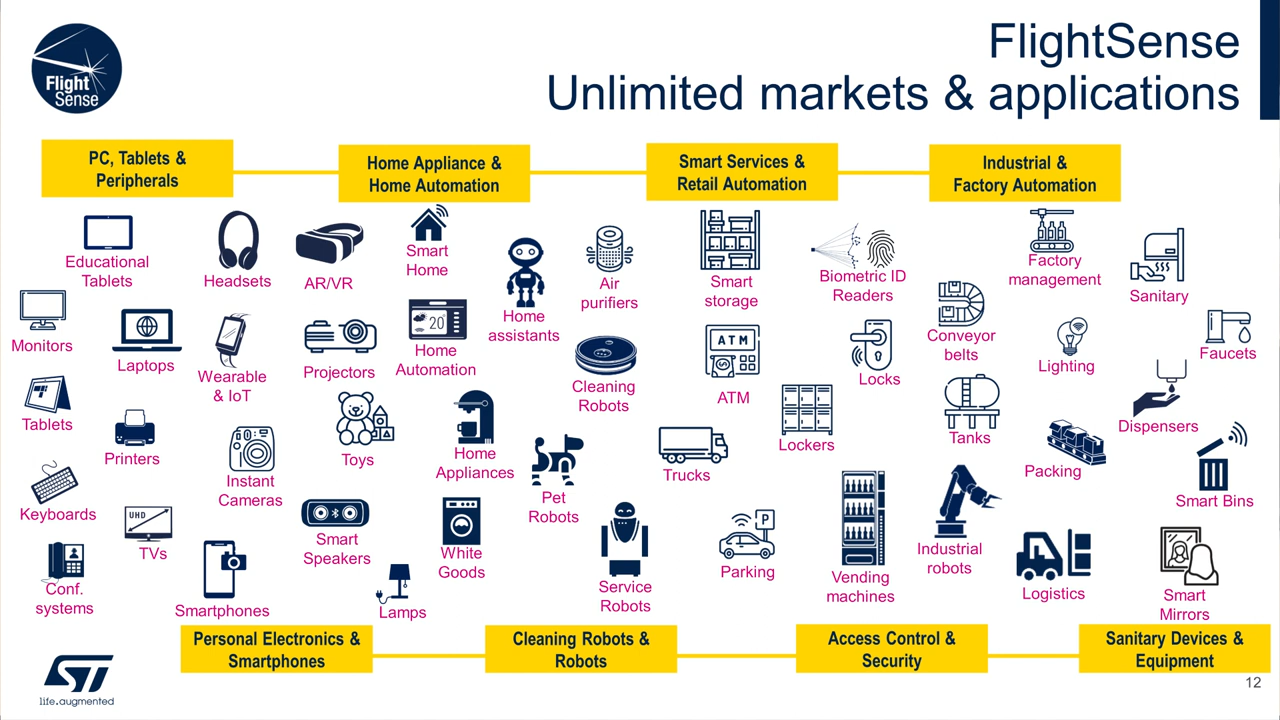 Flight
Sense
FlightSense
Unlimited markets & applications
PC, Tablets &
Peripherals
Home Appliance &
Home Automation
Smart Services &
Retail Automation
Industrial &
Factory Automation
Educational
Tablets
Headsets
AR/VR
Smart
Home
Home
assistants
Air
purifiers
Smart
storage
Biometric ID
Readers
Factory
management
Sanitary
Monitors
Laptops
Wearable
& IoT
Projectors
20°
Home
Automation
Cleaning
Robots
ATM
ATM
Locks
Conveyor
belts
Lighting
Faucets
Tablets
Printers
Instant
Cameras
Toys
Home
Appliances
Pet
Robots
Trucks
Lockers
Tanks
Packing
Dispensers
Smart Bins
Keyboards
UHD
TVs
Smart
Speakers
White
Goods
Service
Robots
P
Parking
Vending
machines
Industrial
robots
Logistics
Smart
Mirrors
Conf.
systems
Smartphones
Lamps
Personal Electronics &
Smartphones
Cleaning Robots &
Robots
Access Control &
Security
Sanitary Devices &
Equipment
ST
life.augmented
12